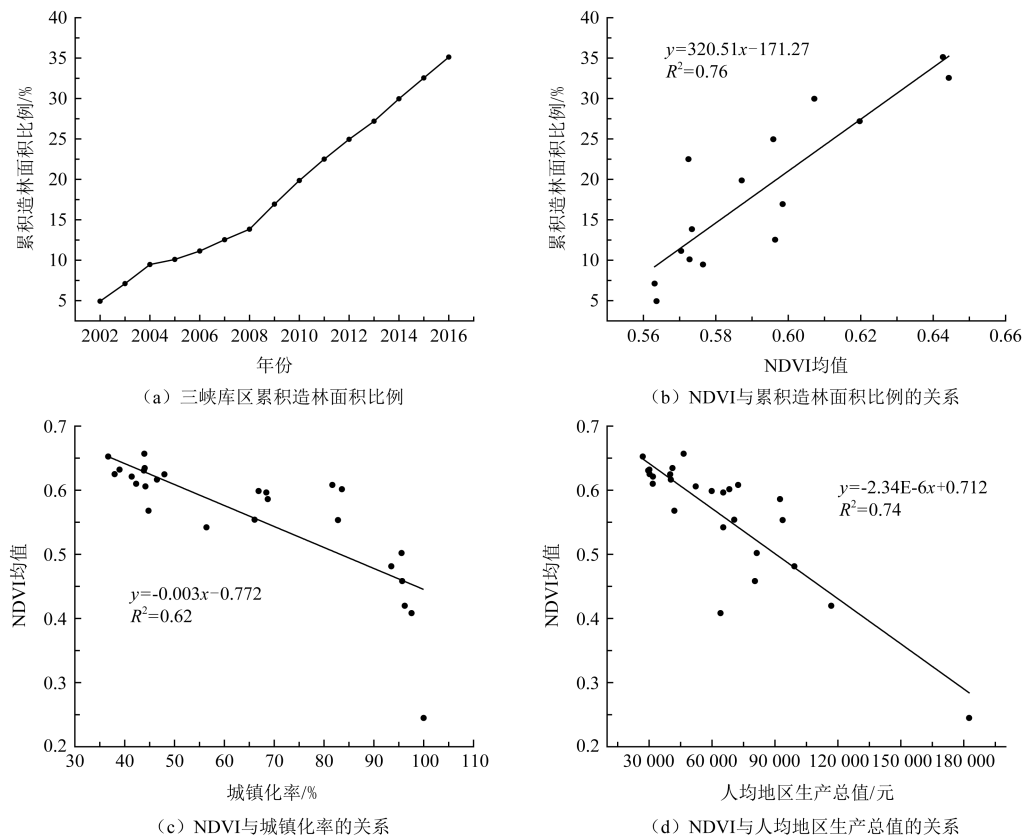 40
35
30
25
20
15
10
5
累积造林面积比例/%
2002 2004 2006 2008 2010 2012 2014 2016
年份
（a）三峡库区累积造林面积比例
40
35
30
25
20
15
10
5
累积造林面积比例/%
y=320.51x−171.27
R²=0.76
0.56 0.58 0.60 0.62 0.64 0.66
NDVI均值
（b）NDVI与累积造林面积比例的关系
0.7
0.6
0.5
0.4
0.3
0.2
NDVI均值
y=-0.003x−0.772
R²=0.62
30 40 50 60 70 80 90 100 110
城镇化率/%
（c）NDVI与城镇化率的关系
0.7
0.6
0.5
0.4
0.3
0.2
NDVI均值
y=-2.34E-6x+0.712
R²=0.74
30 000 60 000 90 000 120 000 150 000 180 000
人均地区生产总值/元
（d）NDVI与人均地区生产总值的关系